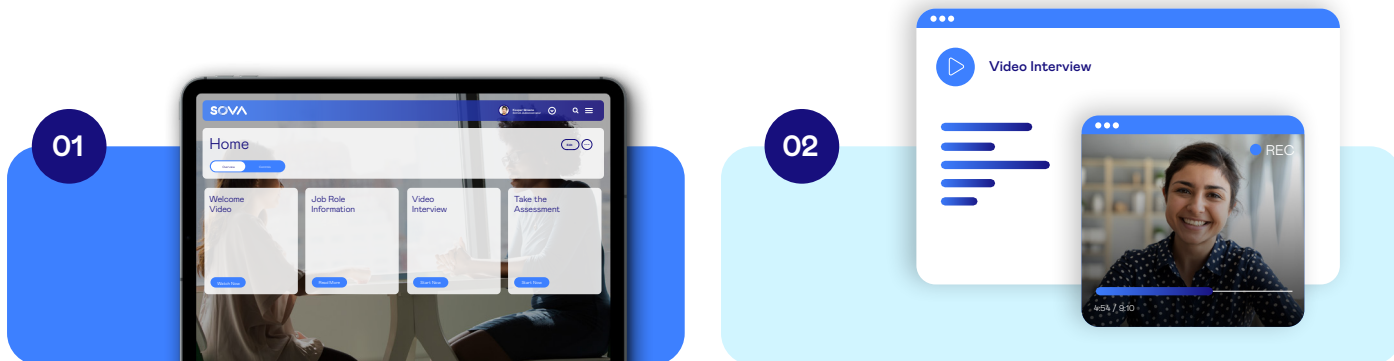 01
SOVA
Home
Overview
Welcome
Video
Watch Now
Job Role
Information
Read More
Video
Interview
Start Now
Take the
Assessment
Start Now
02
Video Interview
REC
4:54 / 9:10